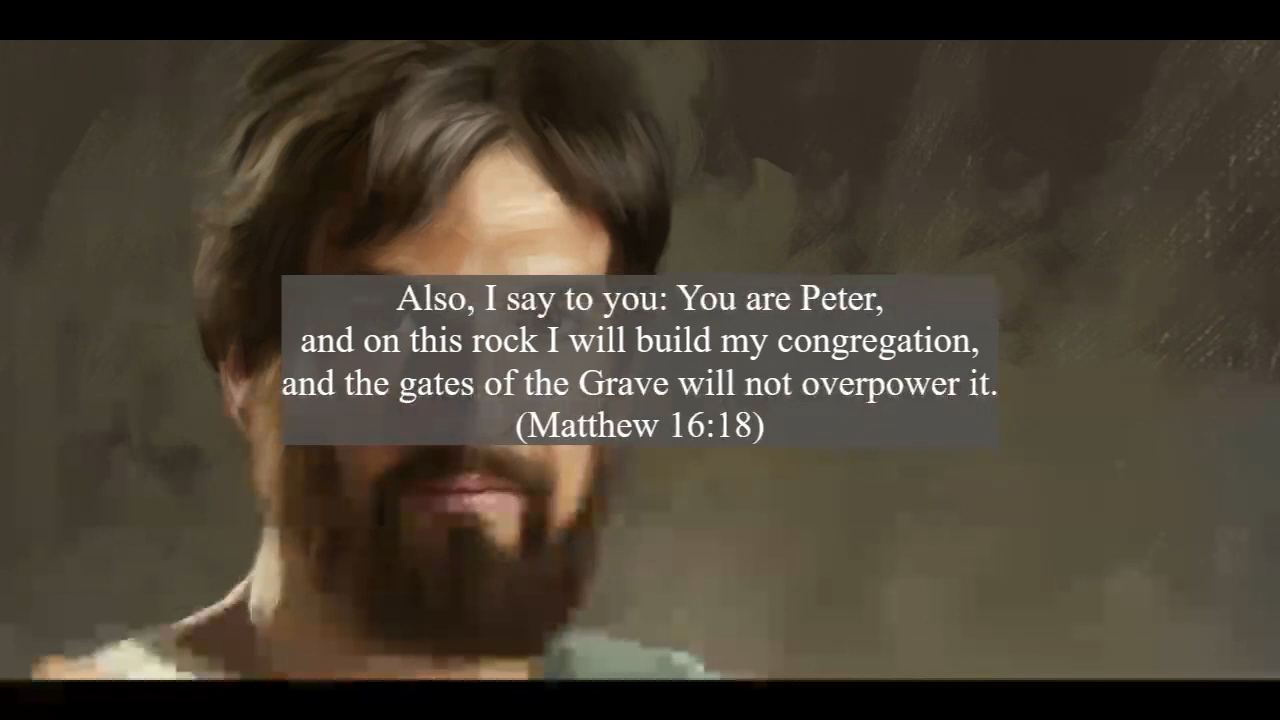 Also, I say to you: You are Peter,
and on this rock I will build my congregation,
and the gates of the Grave will not overpower it.
(Matthew 16:18)